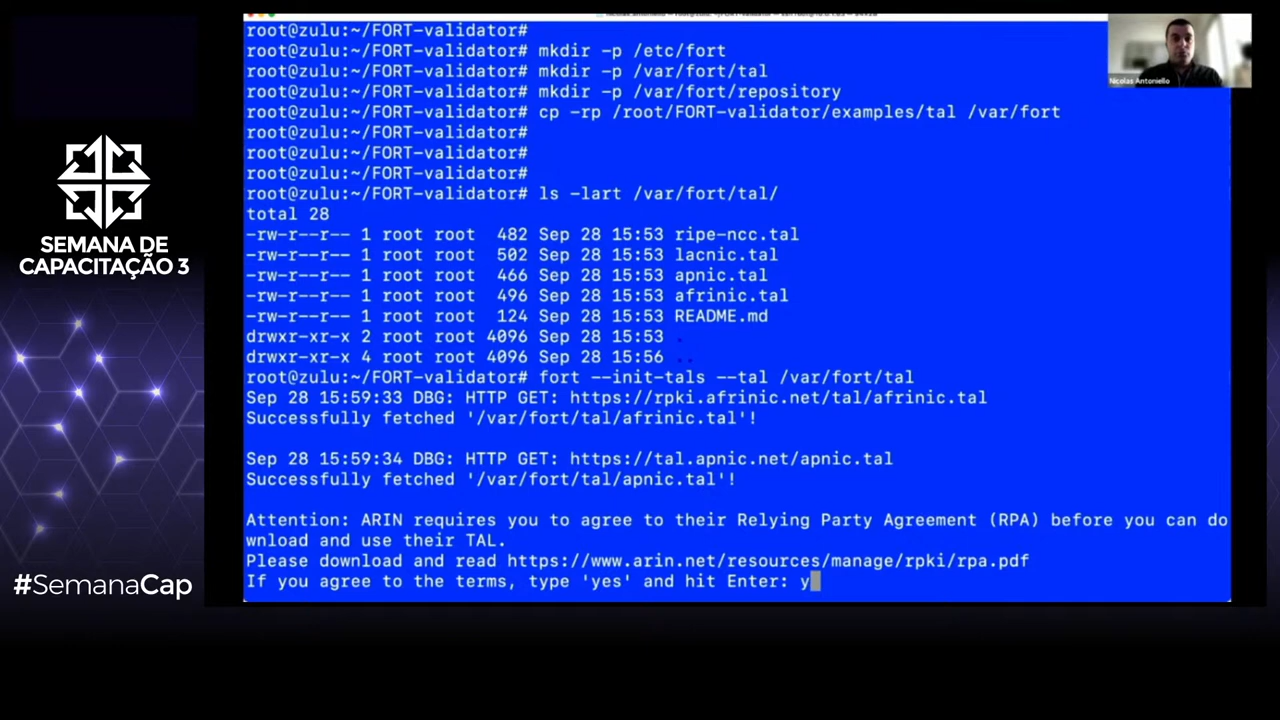 root@zulu:~/FORT-validator#
root@zulu:~/FORT-validator# mkdir -p /etc/fort
root@zulu:~/FORT-validator# mkdir -p /var/fort/tal
root@zulu:~/FORT-validator# mkdir -p /var/fort/repository
root@zulu:~/FORT-validator# cp -rp /root/FORT-validator/examples/tal /var/fort
root@zulu:~/FORT-validator#
root@zulu:~/FORT-validator#
root@zulu:~/FORT-validator#
root@zulu:~/FORT-validator# ls -lart /var/fort/tal/
total 28
-rw-r--r-- 1 root root  482 Sep 28 15:53 ripe-ncc.tal
-rw-r--r-- 1 root root  502 Sep 28 15:53 lacnic.tal
-rw-r--r-- 1 root root  466 Sep 28 15:53 apnic.tal
-rw-r--r-- 1 root root  496 Sep 28 15:53 afrinic.tal
-rw-r--r-- 1 root root  124 Sep 28 15:53 README.md
drwxr-xr-x 2 root root 4096 Sep 28 15:53 .
drwxr-xr-x 4 root root 4096 Sep 28 15:56 ..
root@zulu:~/FORT-validator# fort --init-tals --tal /var/fort/tal
Sep 28 15:59:33 DBG: HTTP GET: https://rpki.afrinic.net/tal/afrinic.tal
Successfully fetched '/var/fort/tal/afrinic.tal'!
Sep 28 15:59:34 DBG: HTTP GET: https://tal.apnic.net/apnic.tal
Successfully fetched '/var/fort/tal/apnic.tal'!
Attention: ARIN requires you to agree to their Relying Party Agreement (RPA) before you can do
wnload and use their TAL.
Please download and read https://www.arin.net/resources/manage/rpki/rpa.pdf
If you agree to the terms, type 'yes' and hit Enter: y
Nicolas Antoniello
SEMANA DE
CAPACITAÇÃO 3
#SemanaCap